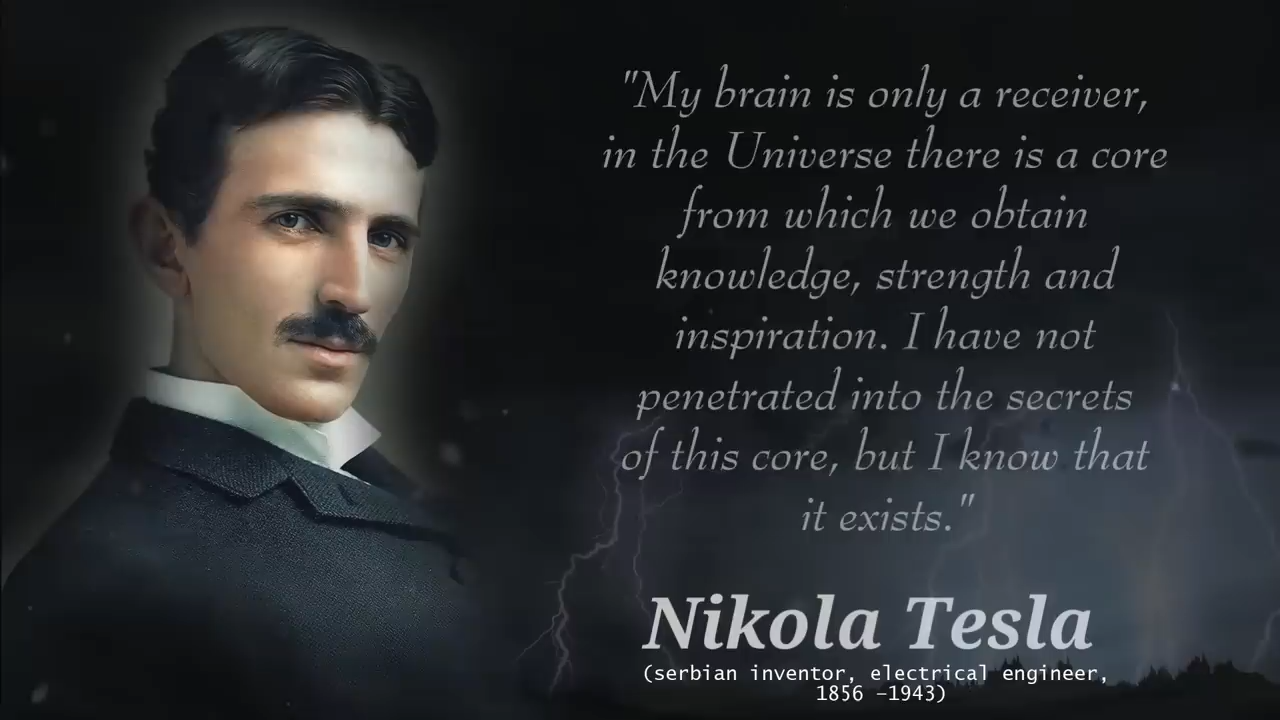 "My brain is only a receiver,
in the Universe there is a core
from which we obtain
knowledge, strength and
inspiration. I have not
penetrated into the secrets
of this core, but I know that
it exists."
Nikola Tesla
(serbian inventor, electrical engineer,
1856 –1943)